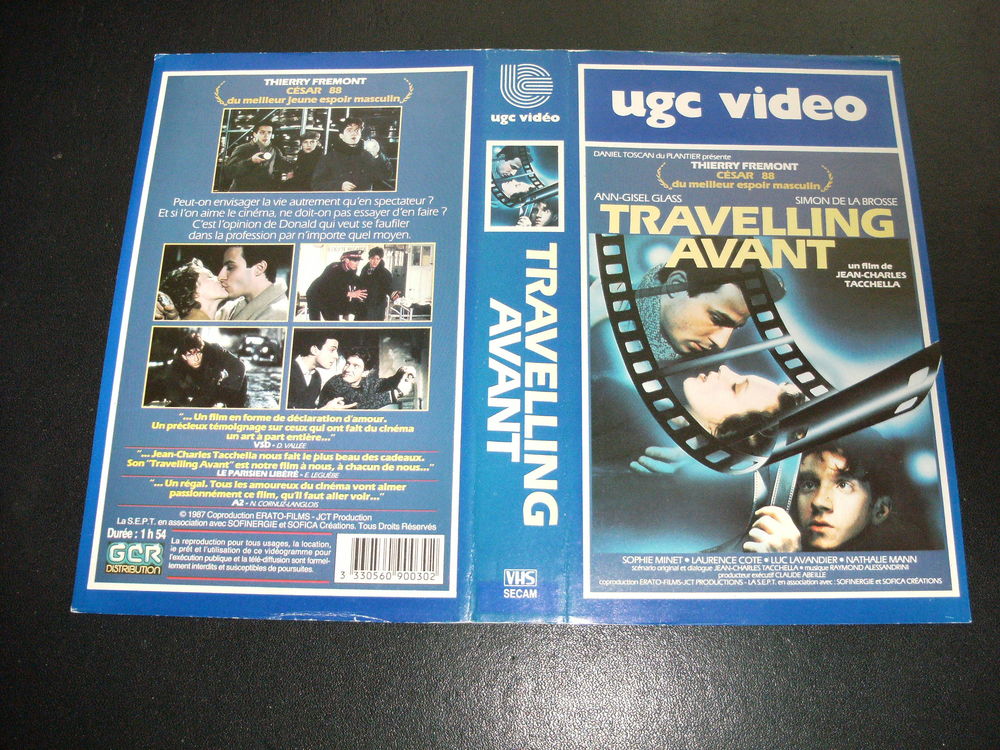 THIERRY FREMONT
CÉSAR 88
du meilleur jeune espoir masculin
Peut-on envisager la vie autrement qu'en spectateur ?
Et si l'on aime le cinéma, ne doit-on pas essayer d'en faire ?
C'est l'opinion de Donald qui veut se faufiler
dans la profession par n'importe quel moyen.
"... Un film en forme de déclaration d'amour.
Un précieux témoignage sur ceux qui ont fait du cinéma
un art à part entière..."
VSD - D. VALLÉE
"... Jean-Charles Tacchella nous fait le plus beau des cadeaux.
Son "Travelling Avant" est notre film à nous, à chacun de nous..."
LE PARISIEN LIBÉRÉ - E. LEGUÈBE
"... Un régal. Tous les amoureux du cinéma vont aimer
passionnément ce film, qu'il faut aller voir..."
A2 - N. CORNUZ-LANGLOIS
© 1987 Coproduction ERATO-FILMS - JCT Production
La S.E.P.T. en association avec SOFINERGIE et SOFICA Créations. Tous Droits Réservés
Durée : 1 h 54
GCR
DISTRIBUTION
La reproduction pour tous usages, la location,
le prêt et l'utilisation de ce vidéogramme pour
l'exécution publique et la télé-diffusion sont formel-
lement interdits et susceptibles de poursuites.
3 330560 900302
ugc vidéo
TRAVELLING
AVANT
VHS
SECAM
ugc video
DANIEL TOSCAN du PLANTIER présente
THIERRY FREMONT
CÉSAR 88
du meilleur espoir masculin
ANN-GISEL GLASS
SIMON DE LA BROSSE
TRAVELLING
AVANT
un film de
JEAN-CHARLES
TACCHELLA
SOPHIE MINET • LAURENCE COTE • LUC LAVANDIER • NATHALIE MANN
scénario original et dialogue JEAN-CHARLES TACCHELLA • musique RAYMOND ALESSANDRINI
producteur exécutif CLAUDE ABEILLE
coproduction ERATO-FILMS-JCT PRODUCTIONS - LA S.E.P.T. en association avec : SOFINERGIE et SOFICA CRÉATIONS